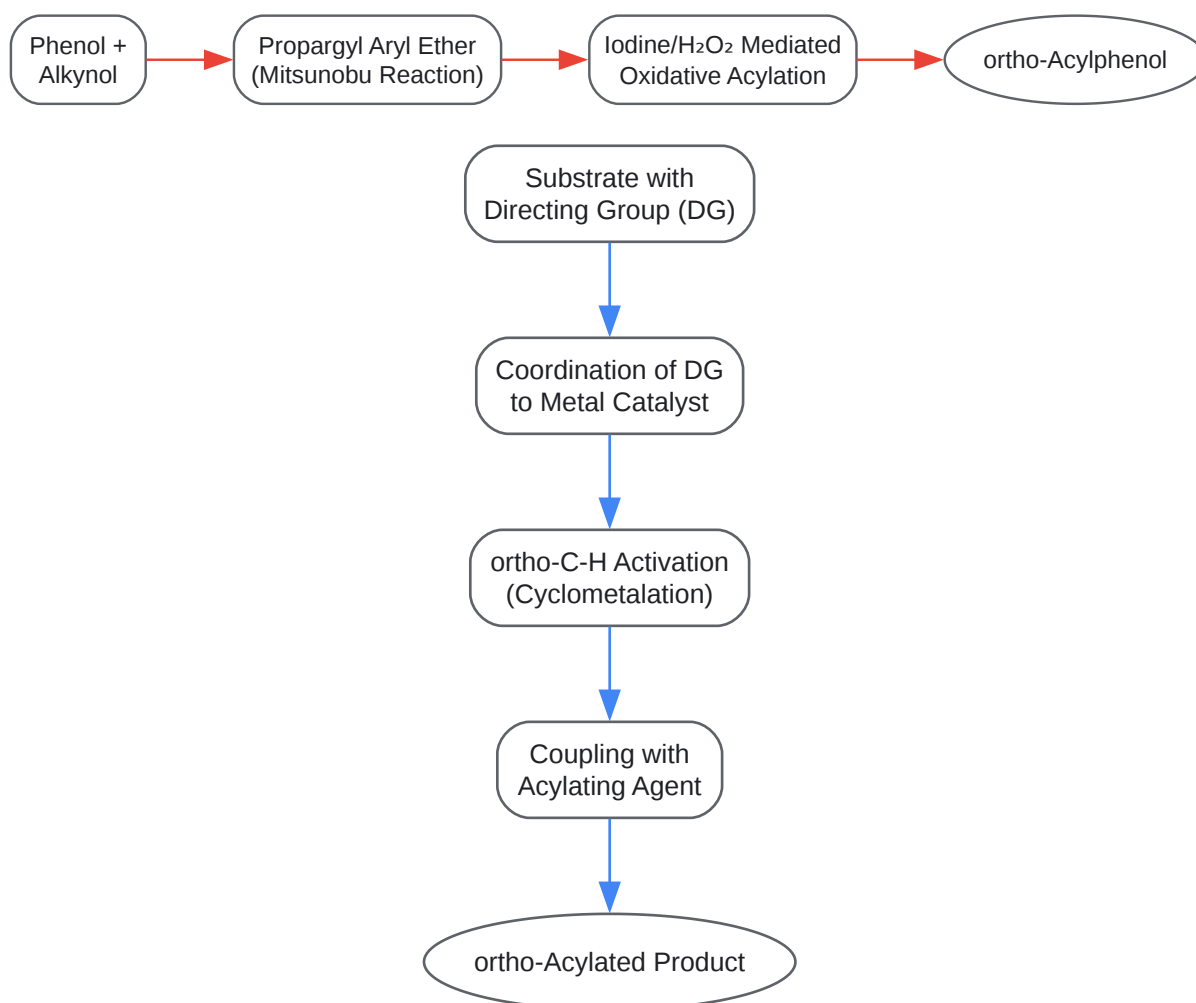 Phenol +
Alkynol
Propargyl Aryl Ether
(Mitsunobu Reaction)
Iodine/H₂O₂ Mediated
Oxidative Acylation
ortho-Acylphenol
Substrate with
Directing Group (DG)
Coordination of DG
to Metal Catalyst
ortho-C-H Activation
(Cyclometalation)
Coupling with
Acylating Agent
ortho-Acylated Product